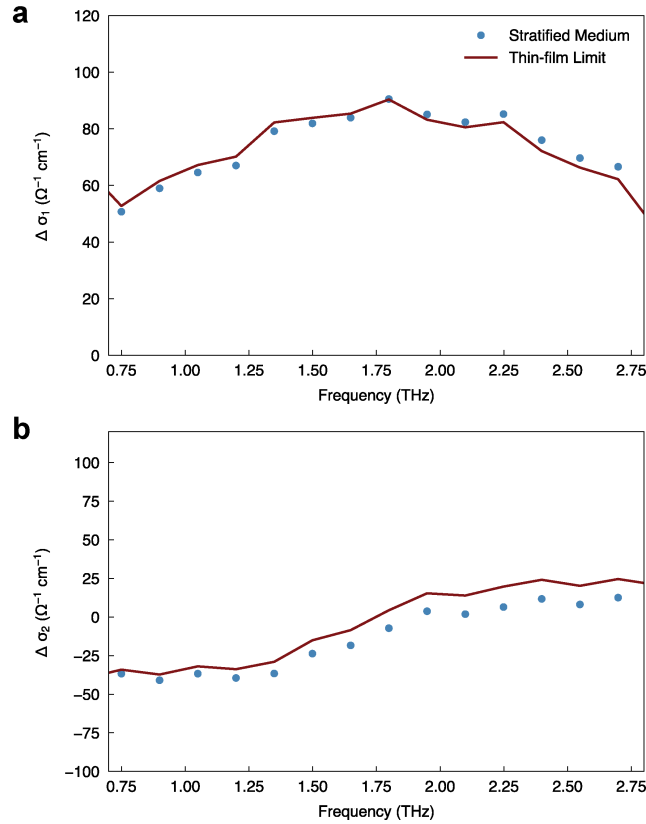 a
120
100
80
60
40
20
0
Δ σ₁ (Ω⁻¹ cm⁻¹)
Stratified Medium
Thin-film Limit
0.75 1.00 1.25 1.50 1.75 2.00 2.25 2.50 2.75
Frequency (THz)
b
100
75
50
25
0
−25
−50
−75
−100
Δ σ₂ (Ω⁻¹ cm⁻¹)
0.75 1.00 1.25 1.50 1.75 2.00 2.25 2.50 2.75
Frequency (THz)